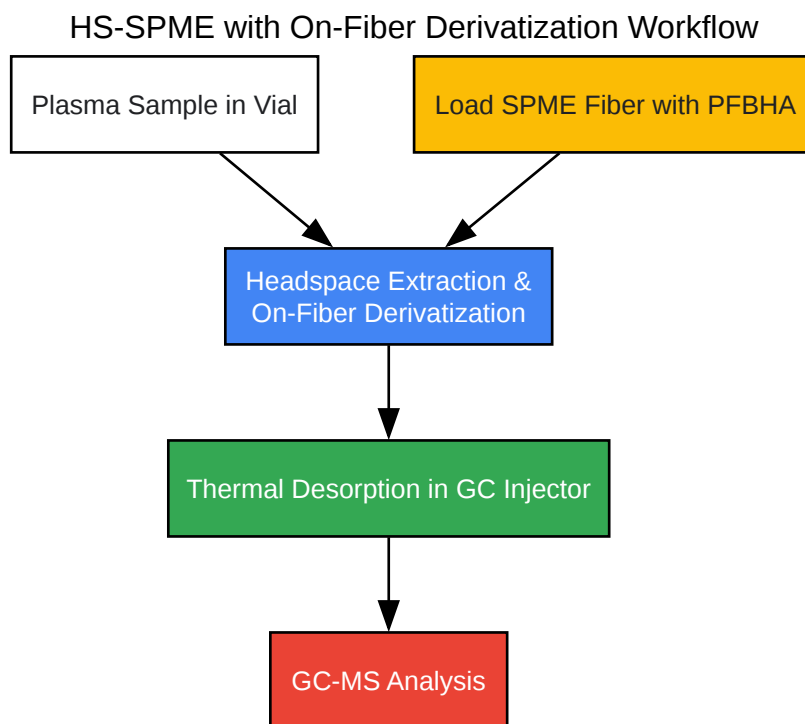 HS-SPME with On-Fiber Derivatization Workflow
Plasma Sample in Vial
Load SPME Fiber with PFBHA
Headspace Extraction &
On-Fiber Derivatization
Thermal Desorption in GC Injector
GC-MS Analysis